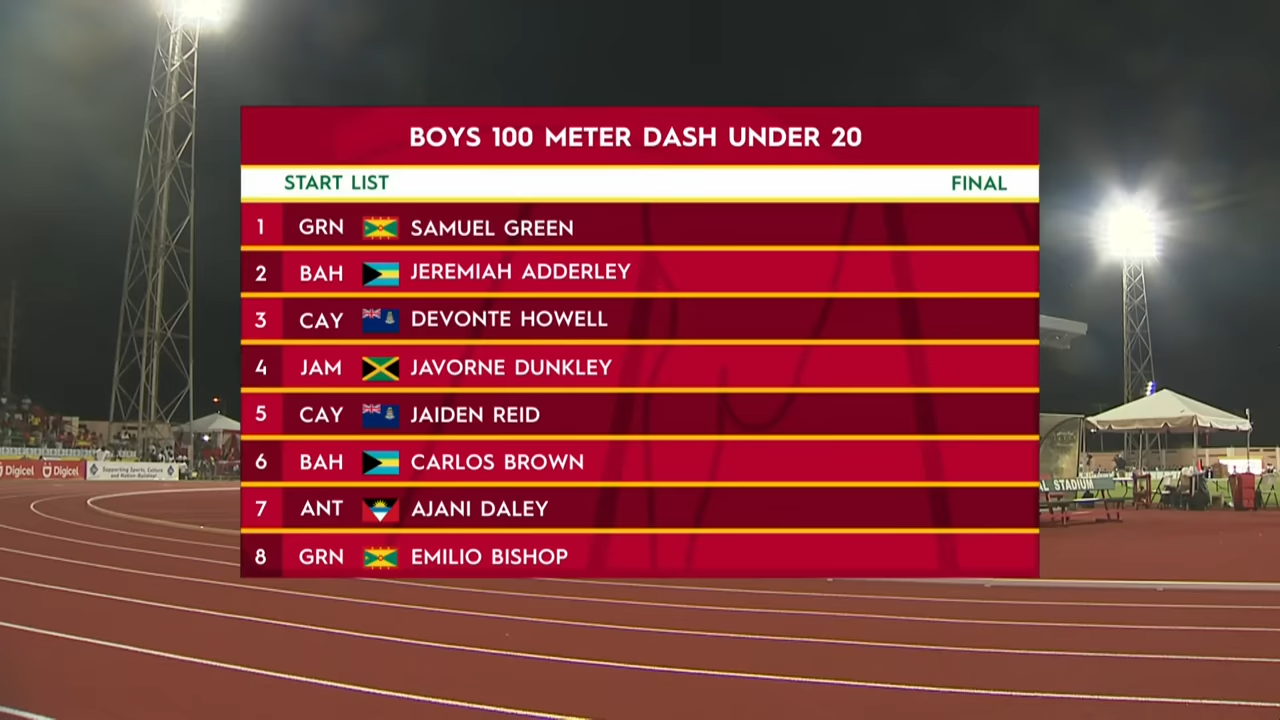 BOYS 100 METER DASH UNDER 20
START LIST FINAL
1 GRN SAMUEL GREEN
2 BAH JEREMIAH ADDERLEY
3 CAY DEVONTE HOWELL
4 JAM JAVORNE DUNKLEY
5 CAY JAIDEN REID
6 BAH CARLOS BROWN
7 ANT AJANI DALEY
8 GRN EMILIO BISHOP
Digicel Digicel
Supporting Sports, Culture
and Nation-Building!
AL STADIUM